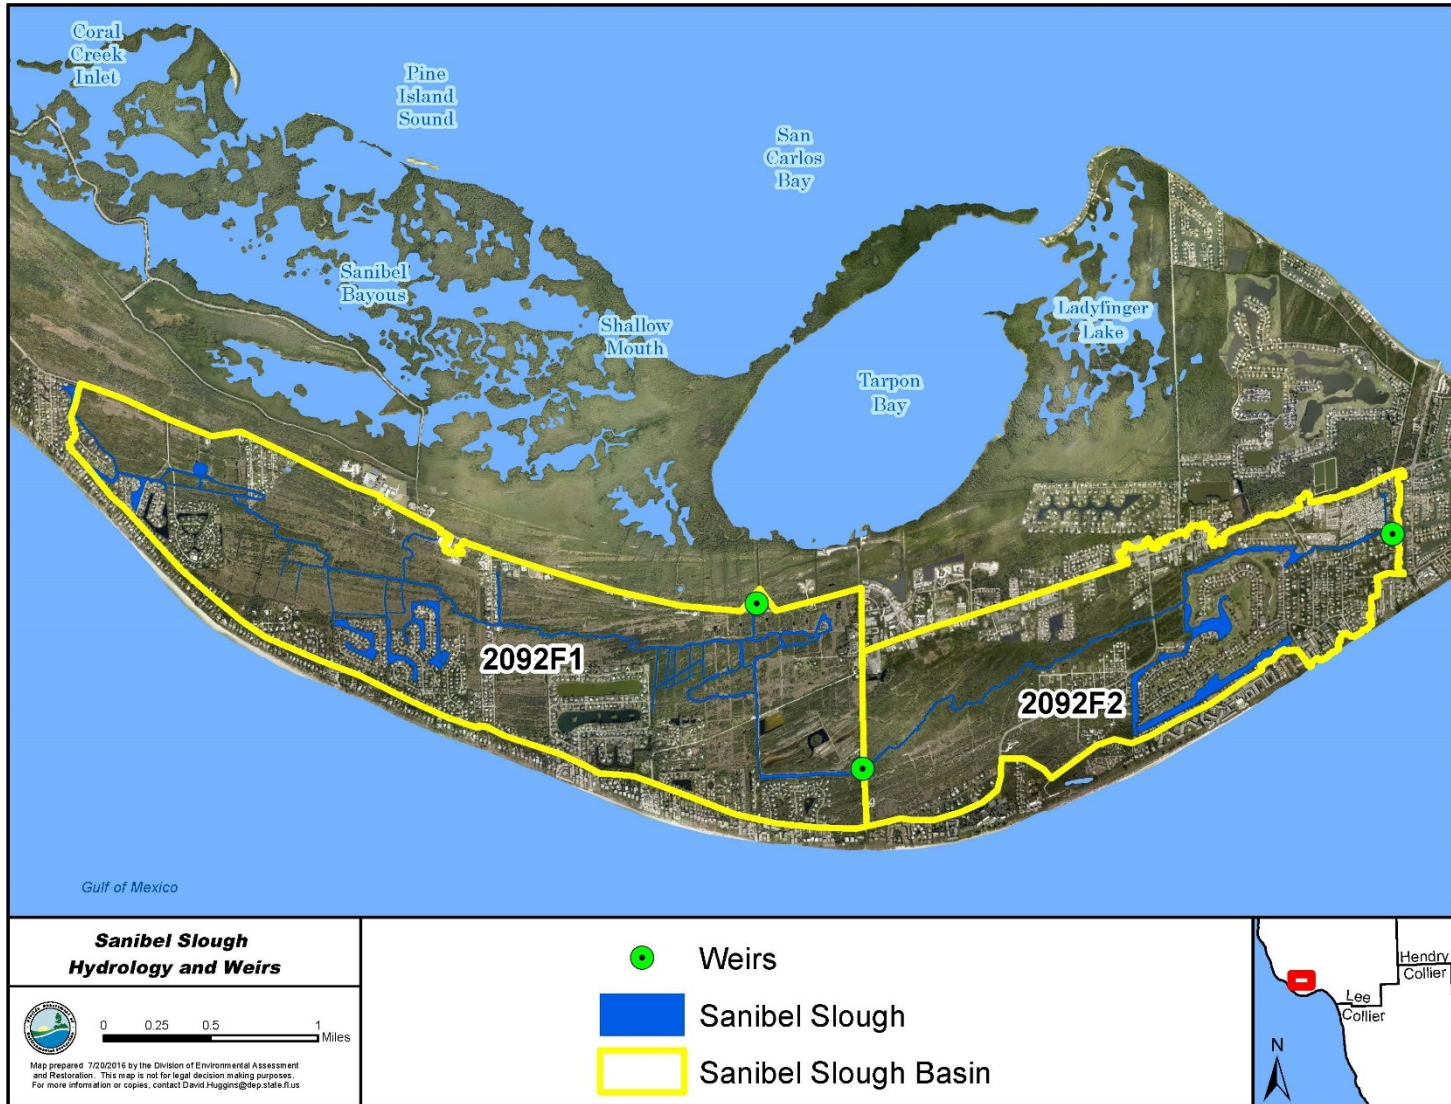 Coral
Creek
Inlet
Pine
Island
Sound
San
Carlos
Bay
Sanibel
Bayous
Shallow
Mouth
Ladyfinger
Lake
Tarpon
Bay
2092F1
2092F2
Gulf of Mexico
Sanibel Slough
Hydrology and Weirs
0 0.25 0.5 1
Miles
Map prepared 7/20/2016 by the Division of Environmental Assessment
and Restoration. This map is not for legal decision making purposes.
For more information or copies, contact David.Huggins@dep.state.fl.us
Weirs
Sanibel Slough
Sanibel Slough Basin
Hendry
Collier
Lee
Collier
N